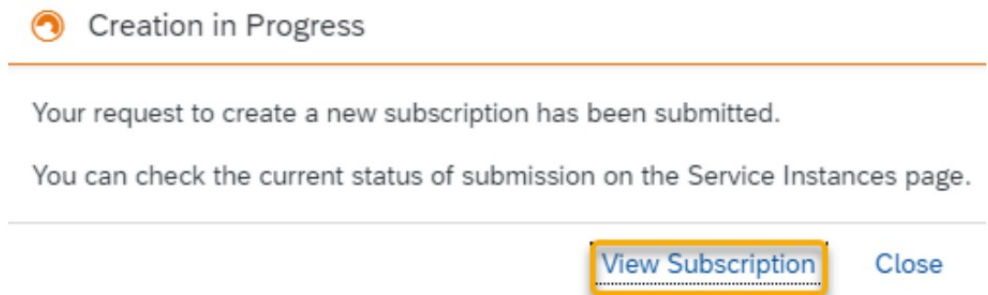 Creation in Progress
Your request to create a new subscription has been submitted.
You can check the current status of submission on the Service Instances page.
View Subscription Close